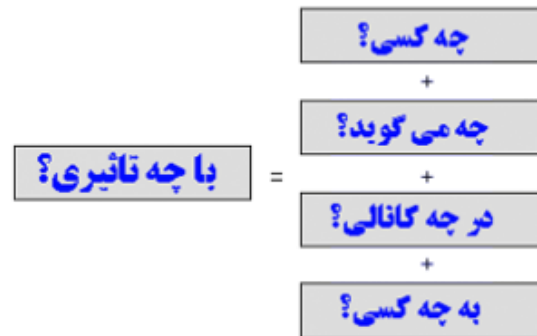 چه کسی؟
+
چه می گوید؟
با چه تاثیری؟
=
+
در چه کانالی؟
+
به چه کسی؟